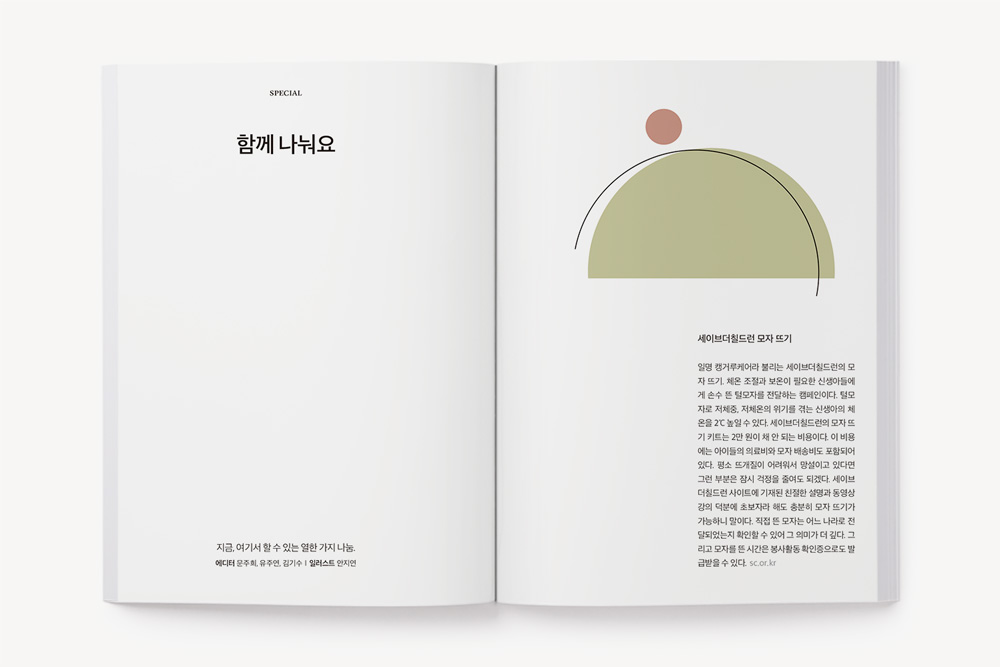 SPECIAL
함께 나눠요
지금, 여기서 할 수 있는 열한 가지 나눔.
에디터 문주희, 유주연, 김기수 | 일러스트 안지연
세이브더칠드런 모자 뜨기
일명 캥거루케어라 불리는 세이브더칠드런의 모
자 뜨기. 체온 조절과 보온이 필요한 신생아들에
게 손수 뜬 털모자를 전달하는 캠페인이다. 털모
자로 저체중, 저체온의 위기를 겪는 신생아의 체
온을 2℃ 높일 수 있다. 세이브더칠드런의 모자 뜨
기 키트는 2만 원이 채 안 되는 비용이다. 이 비용
에는 아이들의 의료비와 모자 배송비도 포함되어
있다. 평소 뜨개질이 어려워서 망설이고 있다면
그런 부분은 잠시 걱정을 줄여도 되겠다. 세이브
더칠드런 사이트에 기재된 친절한 설명과 동영상
강의 덕분에 초보자라 해도 충분히 모자 뜨기가
가능하니 말이다. 직접 뜬 모자는 어느 나라로 전
달되었는지 확인할 수 있어 그 의미가 더 깊다. 그
리고 모자를 뜬 시간은 봉사활동 확인증으로도 발
급받을 수 있다. sc.or.kr